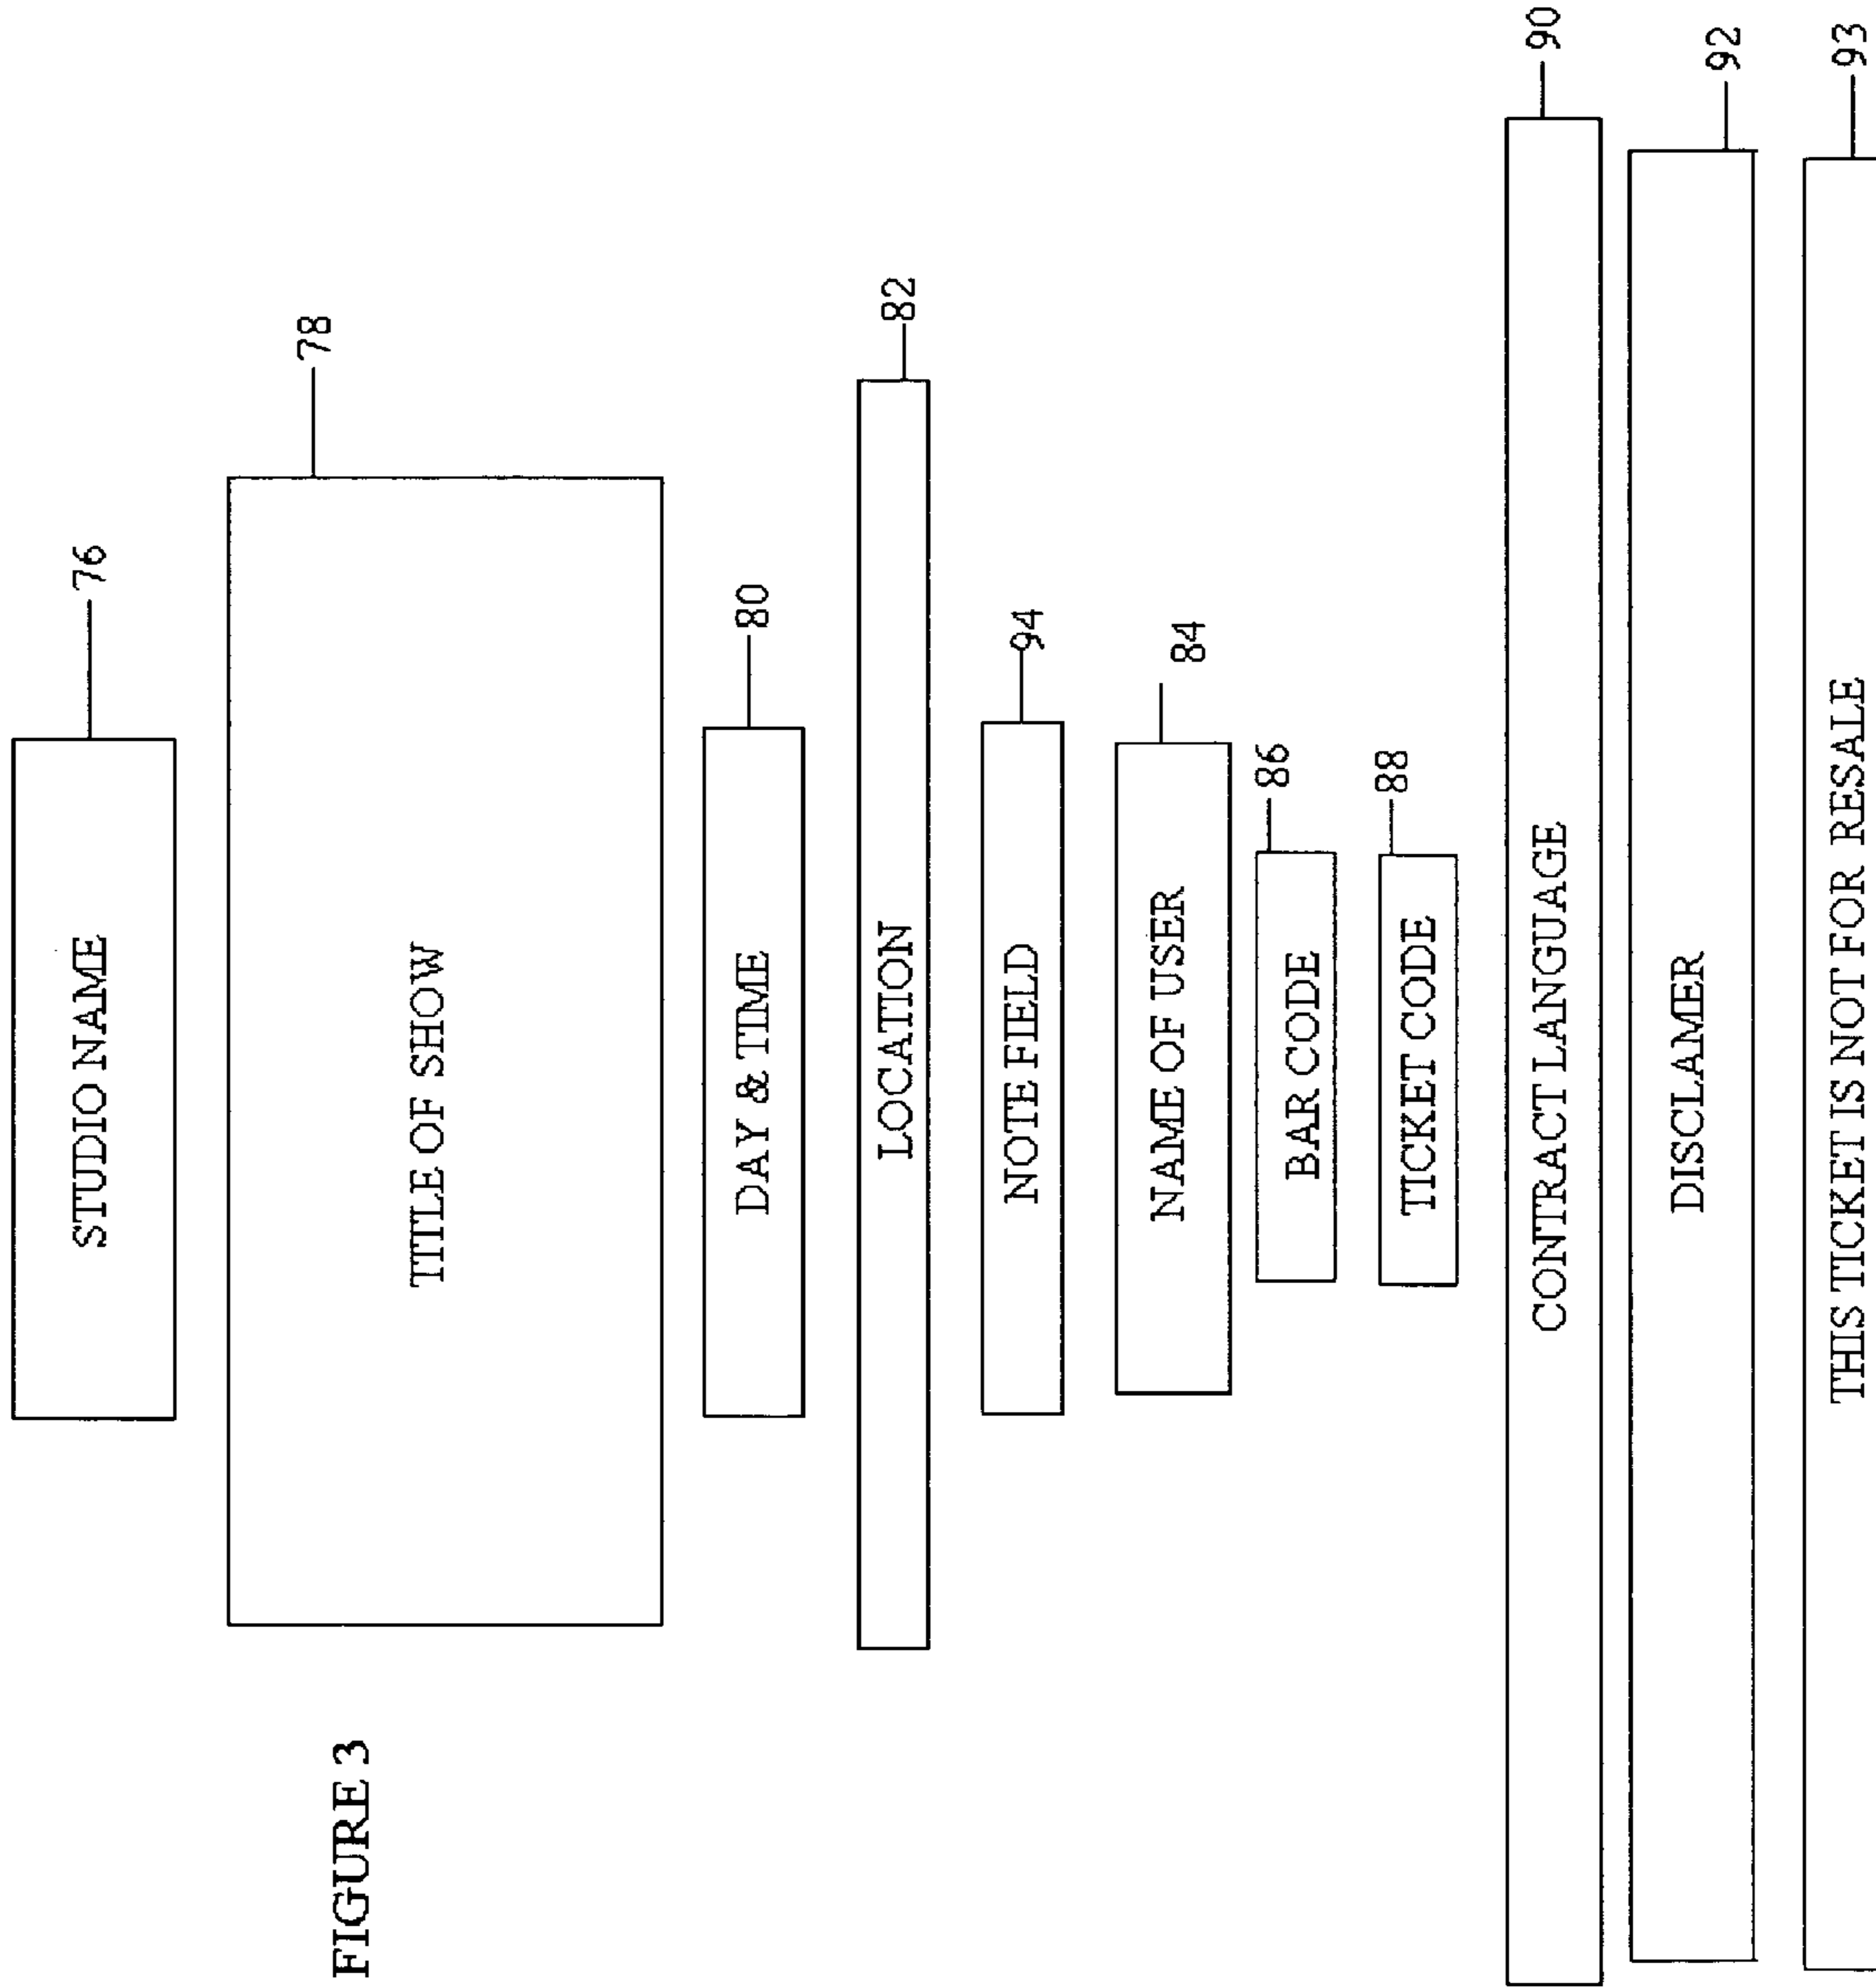 FIGURE 3
STUDIO NAME
76
TITLE OF SHOW
78
DAY & TIME
80
LOCATION
82
NOTE FIELD
94
NAME OF USER
84
BAR CODE
86
TICKET CODE
88
CONTRACT LANGUAGE
90
DISCLAMER
92
THIS TICKET IS NOT FOR RESALE
93